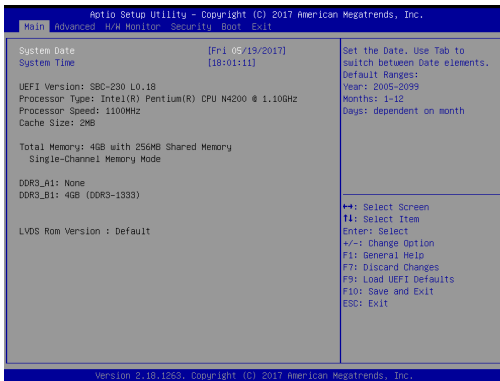 Aptio Setup Utility – Copyright (C) 2017 American Megatrends, Inc.
Main Advanced H/W Monitor Security Boot Exit
System Date [Fri 05/19/2017]
System Time [18:01:11]
UEFI Version: SBC-230 L0.18
Processor Type: Intel(R) Pentium(R) CPU N4200 @ 1.10GHz
Processor Speed: 1100MHz
Cache Size: 2MB
Total Memory: 4GB with 256MB Shared Memory
Single-Channel Memory Mode
DDR3_A1: None
DDR3_B1: 4GB (DDR3-1333)
LVDS Rom Version : Default
Set the Date. Use Tab to
switch between Date elements.
Default Ranges:
Year: 2005-2099
Months: 1-12
Days: dependent on month
↔: Select Screen
↑↓: Select Item
Enter: Select
+/-: Change Option
F1: General Help
F7: Discard Changes
F9: Load UEFI Defaults
F10: Save and Exit
ESC: Exit
Version 2.18.1263. Copyright (C) 2017 American Megatrends, Inc.